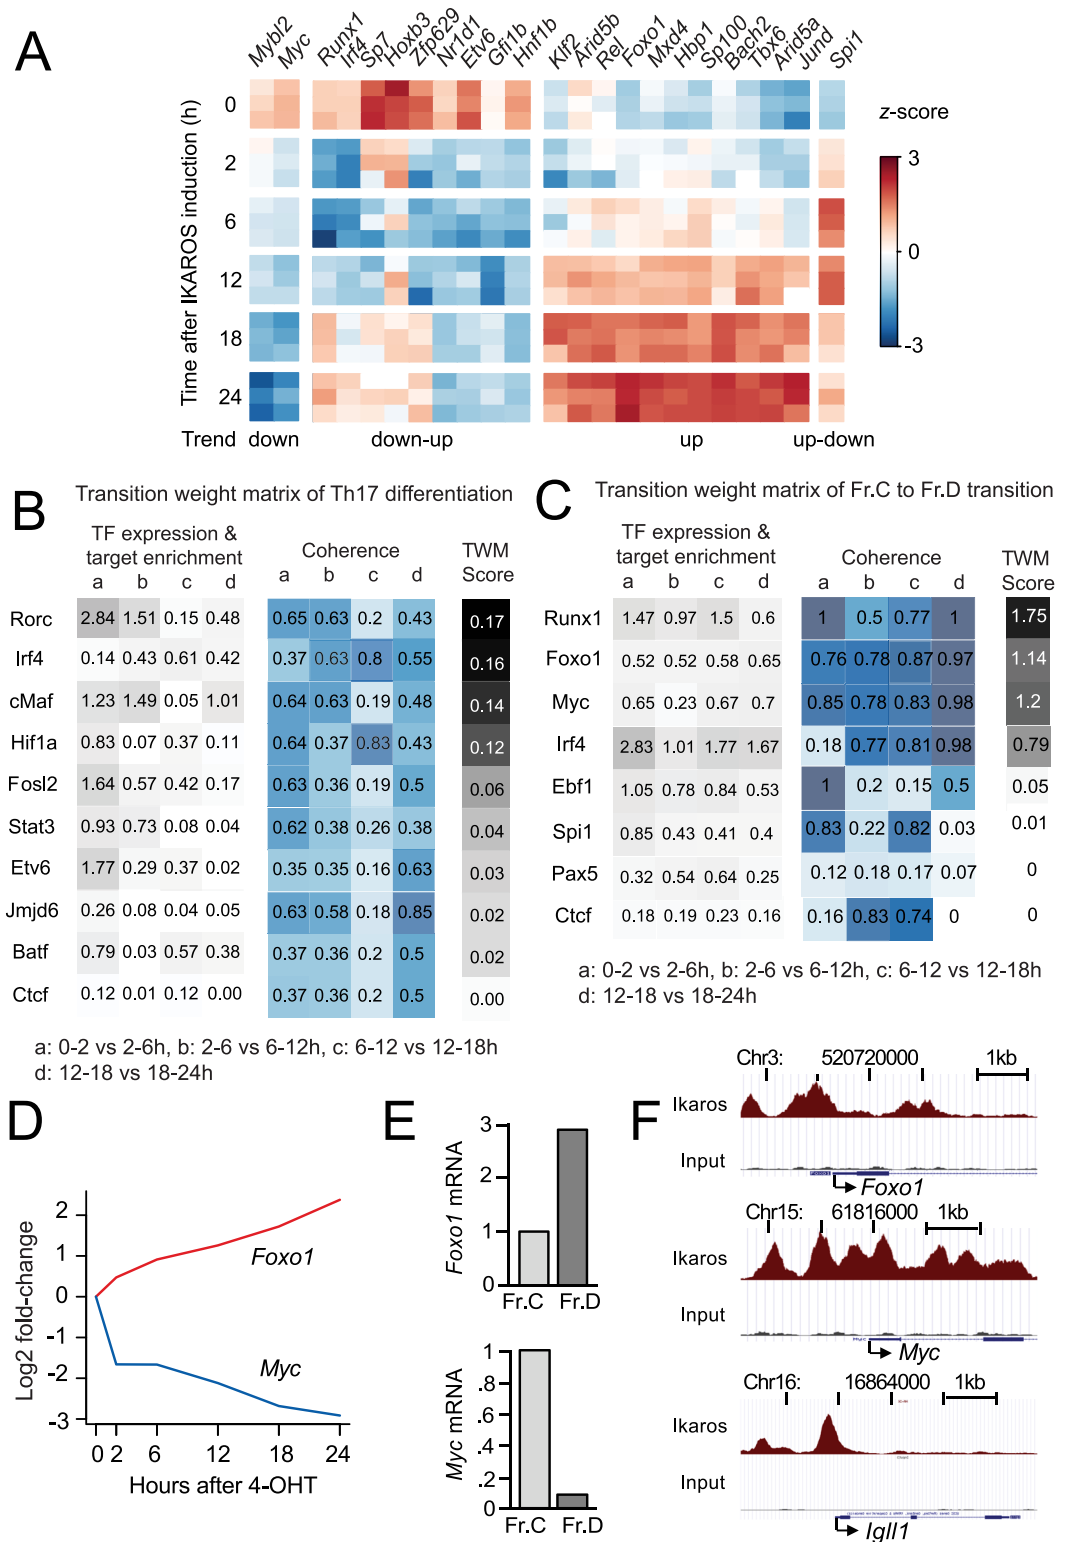 A
Mybl2 Myc Runx1 Irf4 Sp7 Hoxb3 Zfp629 Nr1d1 Etv6 Gfi1b Hnf1b Klf2 Arid5b Rel Foxo1 Mxd4 Hbp1 Sp100 Bach2 Tbx6 Arid5a Jund Spi1
Time after IKAROS induction (h)
0
2
6
12
18
24
z-score
3
0
-3
Trend down down-up up up-down
B Transition weight matrix of Th17 differentiation
TF expression & target enrichment Coherence TWM Score
a b c d a b c d
Rorc 2.84 1.51 0.15 0.48 0.65 0.63 0.2 0.43 0.17
Irf4 0.14 0.43 0.61 0.42 0.37 0.63 0.8 0.55 0.16
cMaf 1.23 1.49 0.05 1.01 0.64 0.63 0.19 0.48 0.14
Hif1a 0.83 0.07 0.37 0.11 0.64 0.37 0.83 0.43 0.12
Fosl2 1.64 0.57 0.42 0.17 0.63 0.36 0.19 0.5 0.06
Stat3 0.93 0.73 0.08 0.04 0.62 0.38 0.26 0.38 0.04
Etv6 1.77 0.29 0.37 0.02 0.35 0.35 0.16 0.63 0.03
Jmjd6 0.26 0.08 0.04 0.05 0.63 0.58 0.18 0.85 0.02
Batf 0.79 0.03 0.57 0.38 0.37 0.36 0.2 0.5 0.02
Ctcf 0.12 0.01 0.12 0.00 0.37 0.36 0.2 0.5 0.00
a: 0-2 vs 2-6h, b: 2-6 vs 6-12h, c: 6-12 vs 12-18h
d: 12-18 vs 18-24h
C Transition weight matrix of Fr.C to Fr.D transition
TF expression & target enrichment Coherence TWM Score
a b c d a b c d
Runx1 1.47 0.97 1.5 0.6 1 0.5 0.77 1 1.75
Foxo1 0.52 0.52 0.58 0.65 0.76 0.78 0.87 0.97 1.14
Myc 0.65 0.23 0.67 0.7 0.85 0.78 0.83 0.98 1.2
Irf4 2.83 1.01 1.77 1.67 0.18 0.77 0.81 0.98 0.79
Ebf1 1.05 0.78 0.84 0.53 1 0.2 0.15 0.5 0.05
Spi1 0.85 0.43 0.41 0.4 0.83 0.22 0.82 0.03 0.01
Pax5 0.32 0.54 0.64 0.25 0.12 0.18 0.17 0.07 0
Ctcf 0.18 0.19 0.23 0.16 0.16 0.83 0.74 0 0
a: 0-2 vs 2-6h, b: 2-6 vs 6-12h, c: 6-12 vs 12-18h
d: 12-18 vs 18-24h
D
Log2 fold-change
2
1
0
-1
-2
-3
Foxo1
Myc
0 2 6 12 18 24
Hours after 4-OHT
E
Foxo1 mRNA
3
2
1
0
Fr.C Fr.D
Myc mRNA
1
.8
.6
.4
.2
0
Fr.C Fr.D
F
Chr3: 520720000 1kb
Ikaros
Input
Foxo1
Chr15: 61816000 1kb
Ikaros
Input
Myc
Chr16: 16864000 1kb
Ikaros
Input
Igll1